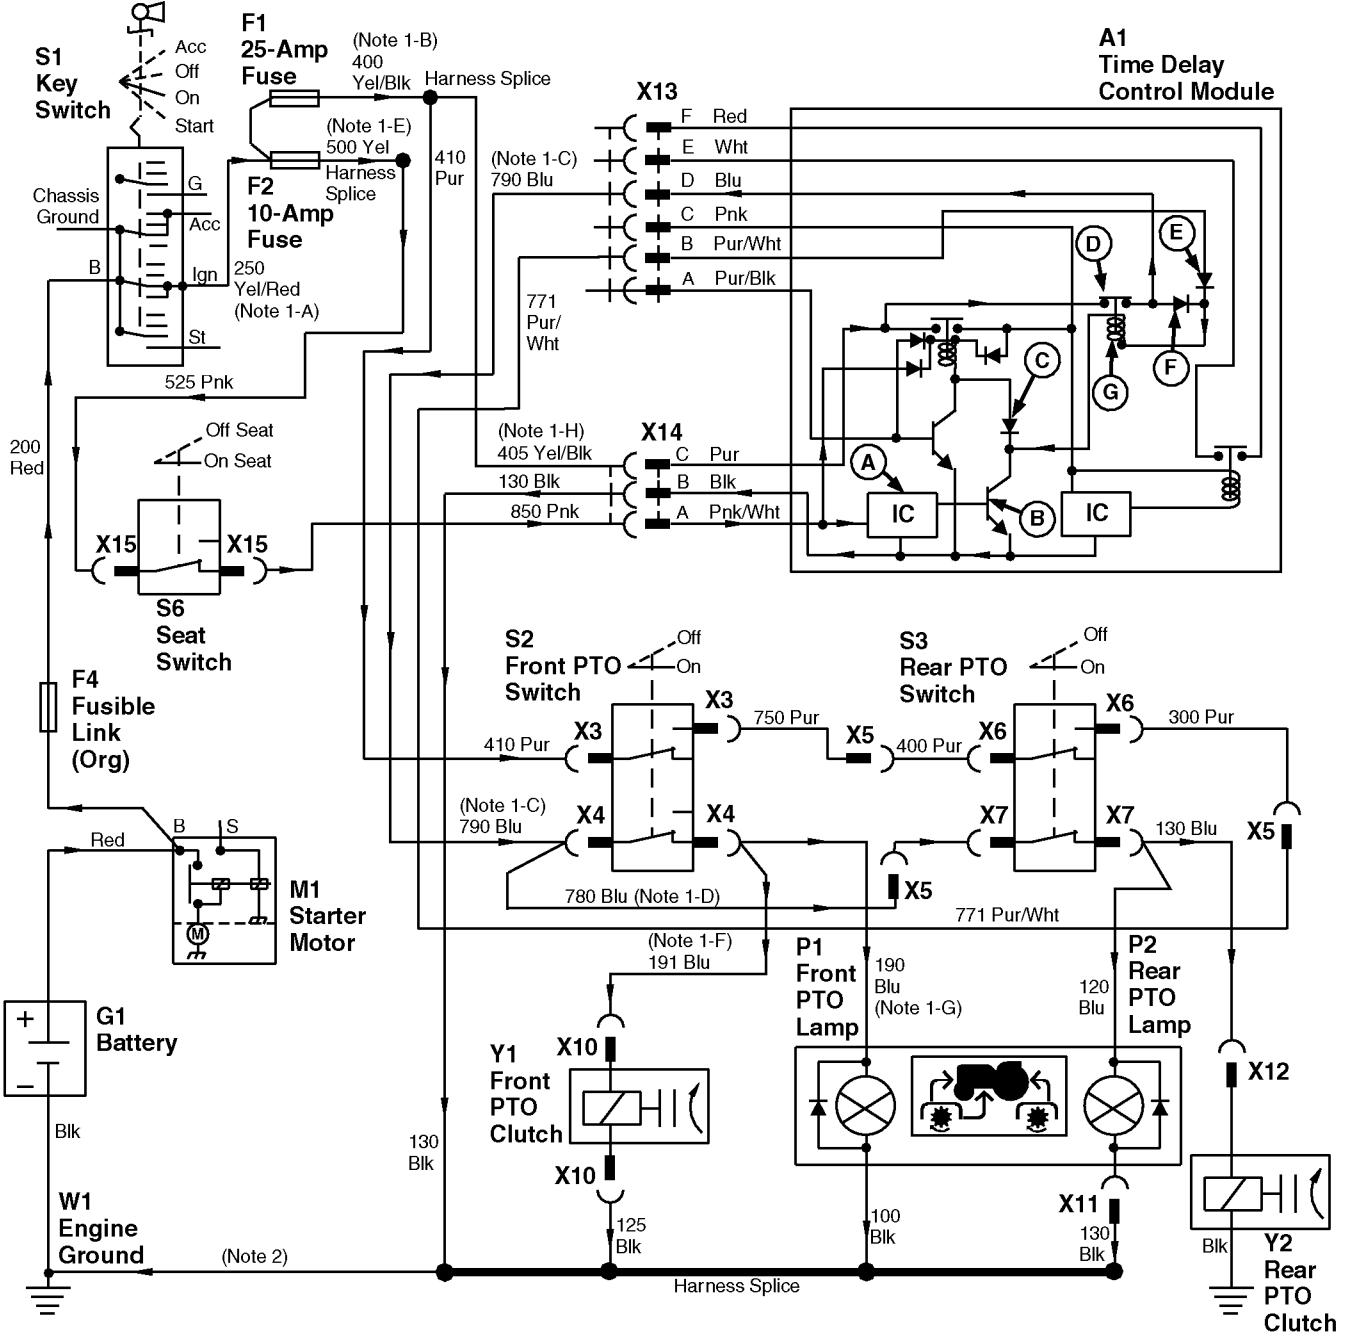 S1
Key
Switch
Acc
Off
On
Start
F1
25-Amp
Fuse
(Note 1-B)
400
Yel/Blk
Harness Splice
(Note 1-E)
500 Yel
Harness
Splice
F2
10-Amp
Fuse
410
Pur
(Note 1-C)
790 Blu
Chassis
Ground
G
Acc
B
Ign
St
250
Yel/Red
(Note 1-A)
X13
F Red
E Wht
D Blu
C Pnk
B Pur/Wht
A Pur/Blk
A1
Time Delay
Control Module
D
E
F
G
C
A
B
IC
IC
771
Pur/
Wht
525 Pnk
200
Red
Off Seat
On Seat
(Note 1-H)
405 Yel/Blk
130 Blk
850 Pnk
X14
C Pur
B Blk
A Pnk/Wht
X15
X15
S6
Seat
Switch
F4
Fusible
Link
(Org)
S2
Front PTO
Switch
Off
On
X3
X3
410 Pur
750 Pur
X5
400 Pur
S3
Rear PTO
Switch
Off
On
X6
X6
300 Pur
(Note 1-C)
790 Blu
X4
X4
X7
X7
130 Blu
X5
X5
780 Blu (Note 1-D)
771 Pur/Wht
Red
B
S
M
M1
Starter
Motor
(Note 1-F)
191 Blu
P1
Front
PTO
Lamp
190
Blu
(Note 1-G)
120
Blu
P2
Rear
PTO
Lamp
+
−
G1
Battery
Y1
Front
PTO
Clutch
X10
X10
X12
Blk
130
Blk
125
Blk
100
Blk
X11
130
Blk
Blk
Y2
Rear
PTO
Clutch
W1
Engine
Ground
(Note 2)
Harness Splice